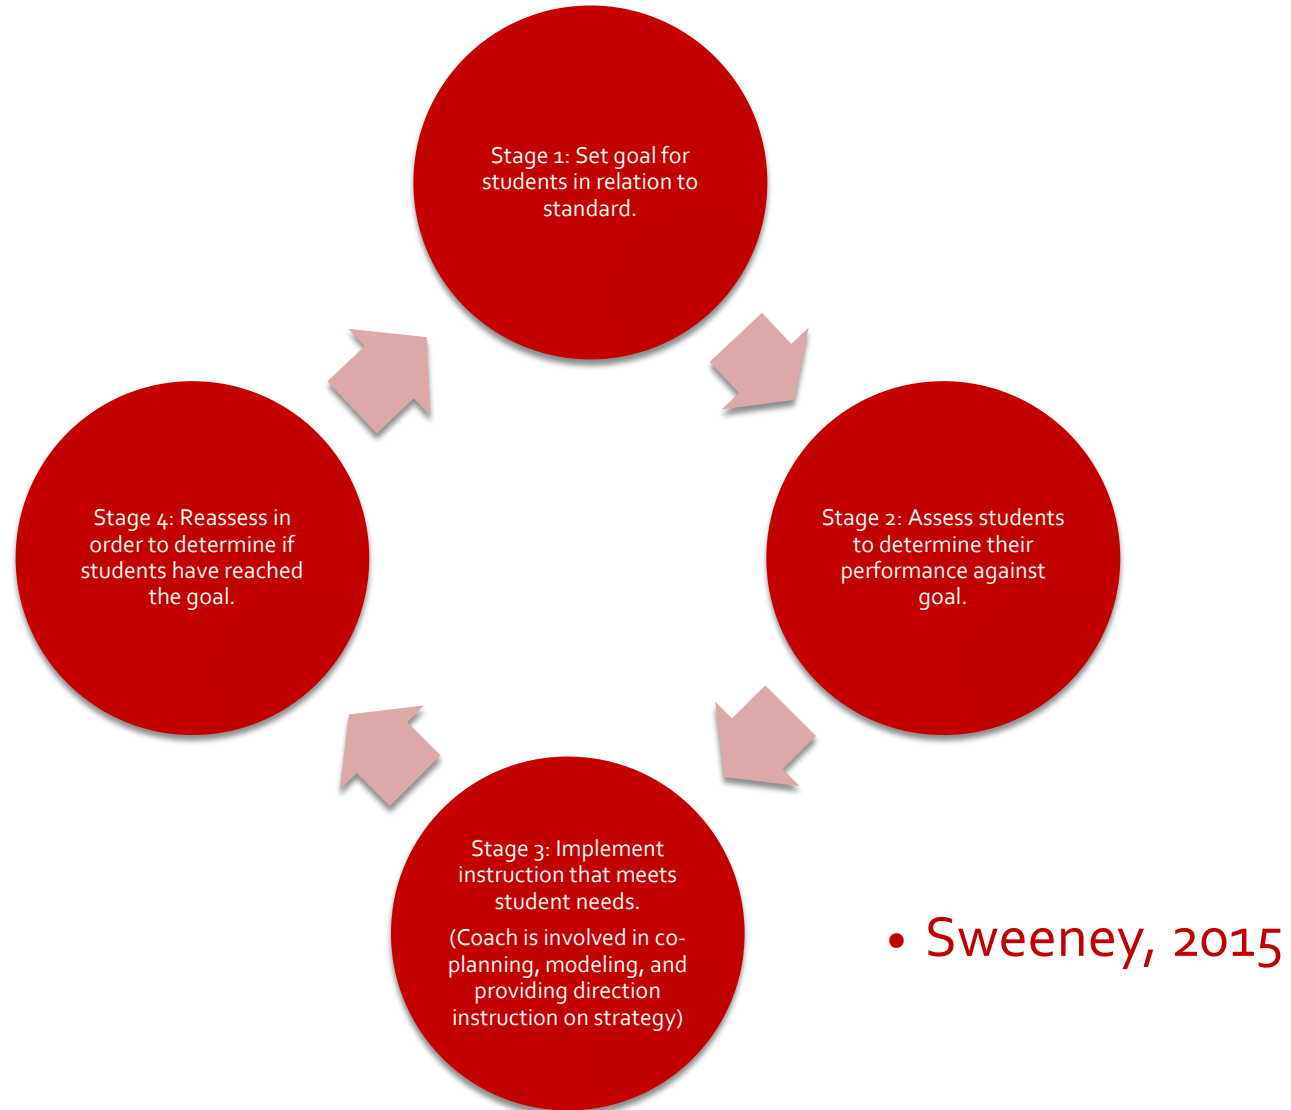 Stage 1: Set goal for
students in relation to
standard.
Stage 2: Assess students
to determine their
performance against
goal.
Stage 3: Implement
instruction that meets
student needs.
(Coach is involved in co-
planning, modeling, and
providing direction
instruction on strategy)
Stage 4: Reassess in
order to determine if
students have reached
the goal.
• Sweeney, 2015